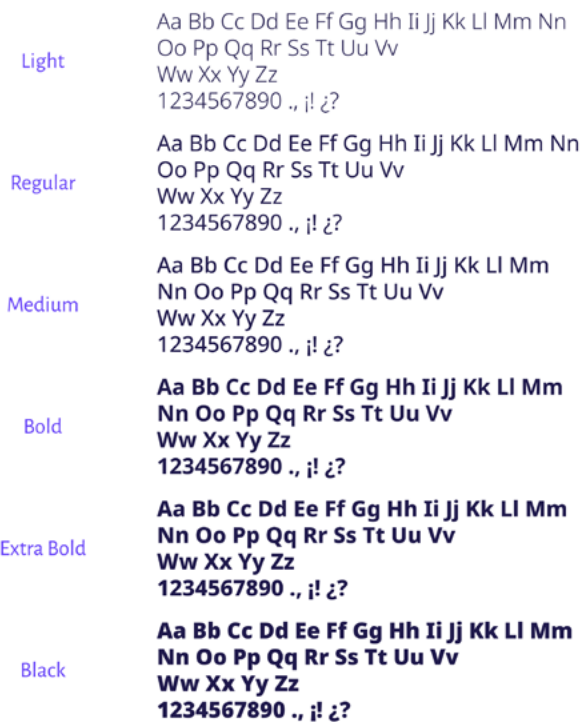 Light
Aa Bb Cc Dd Ee Ff Gg Hh Ii Jj Kk Ll Mm Nn
Oo Pp Qq Rr Ss Tt Uu Vv
Ww Xx Yy Zz
1234567890 ., ¡! ¿?
Regular
Aa Bb Cc Dd Ee Ff Gg Hh Ii Jj Kk Ll Mm Nn
Oo Pp Qq Rr Ss Tt Uu Vv
Ww Xx Yy Zz
1234567890 ., ¡! ¿?
Medium
Aa Bb Cc Dd Ee Ff Gg Hh Ii Jj Kk Ll Mm
Nn Oo Pp Qq Rr Ss Tt Uu Vv
Ww Xx Yy Zz
1234567890 ., ¡! ¿?
Bold
Aa Bb Cc Dd Ee Ff Gg Hh Ii Jj Kk Ll Mm
Nn Oo Pp Qq Rr Ss Tt Uu Vv
Ww Xx Yy Zz
1234567890 ., ¡! ¿?
Extra Bold
Aa Bb Cc Dd Ee Ff Gg Hh Ii Jj Kk Ll Mm
Nn Oo Pp Qq Rr Ss Tt Uu Vv
Ww Xx Yy Zz
1234567890 ., ¡! ¿?
Black
Aa Bb Cc Dd Ee Ff Gg Hh Ii Jj Kk Ll Mm
Nn Oo Pp Qq Rr Ss Tt Uu Vv
Ww Xx Yy Zz
1234567890 ., ¡! ¿?